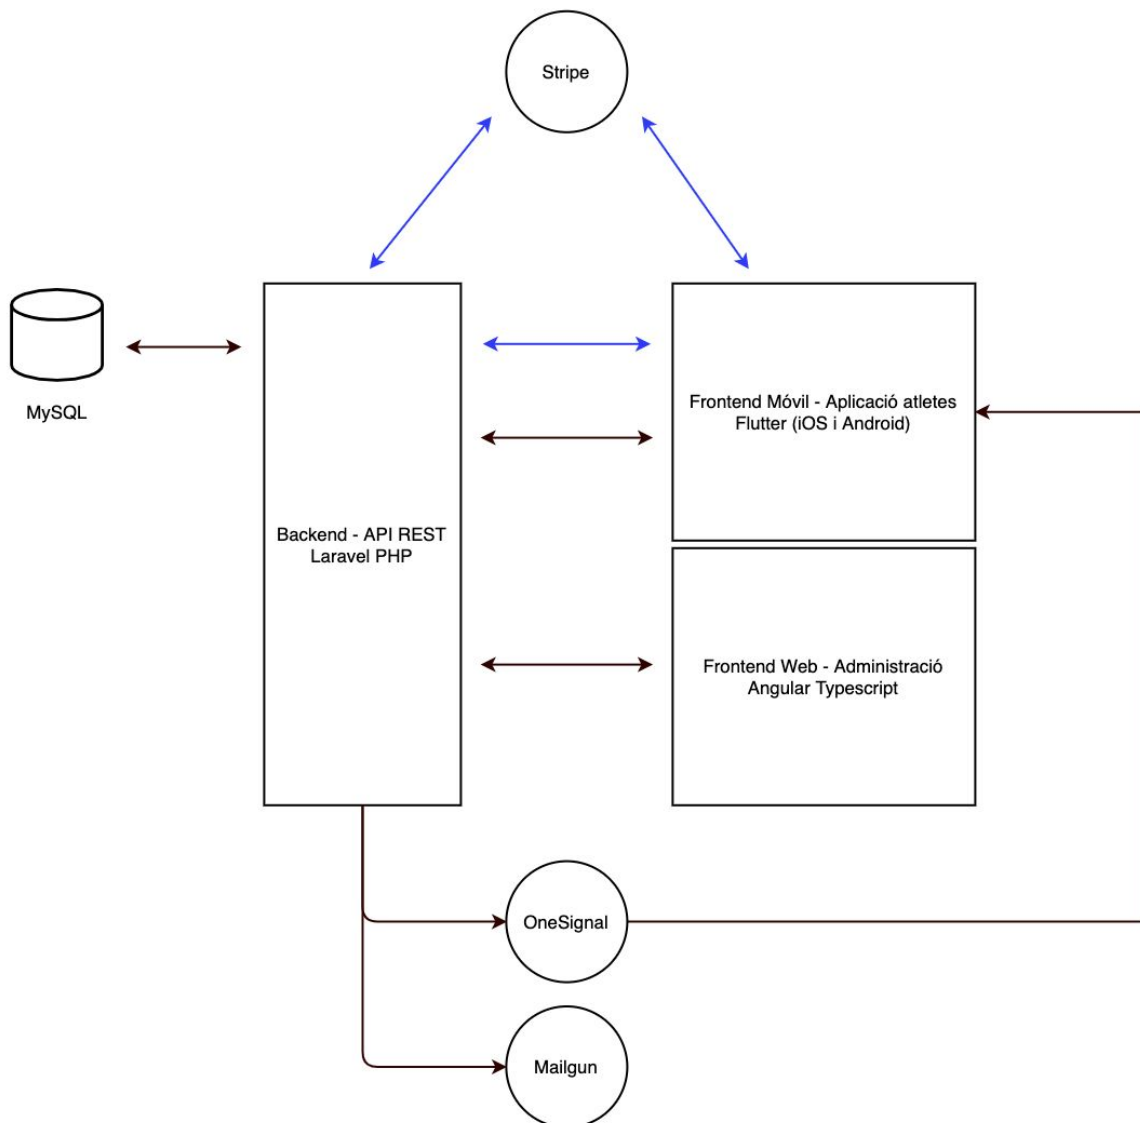 Stripe
MySQL
Backend - API REST
Laravel PHP
Frontend Móvil - Aplicació atletes
Flutter (iOS i Android)
Frontend Web - Administració
Angular Typescript
OneSignal
Mailgun